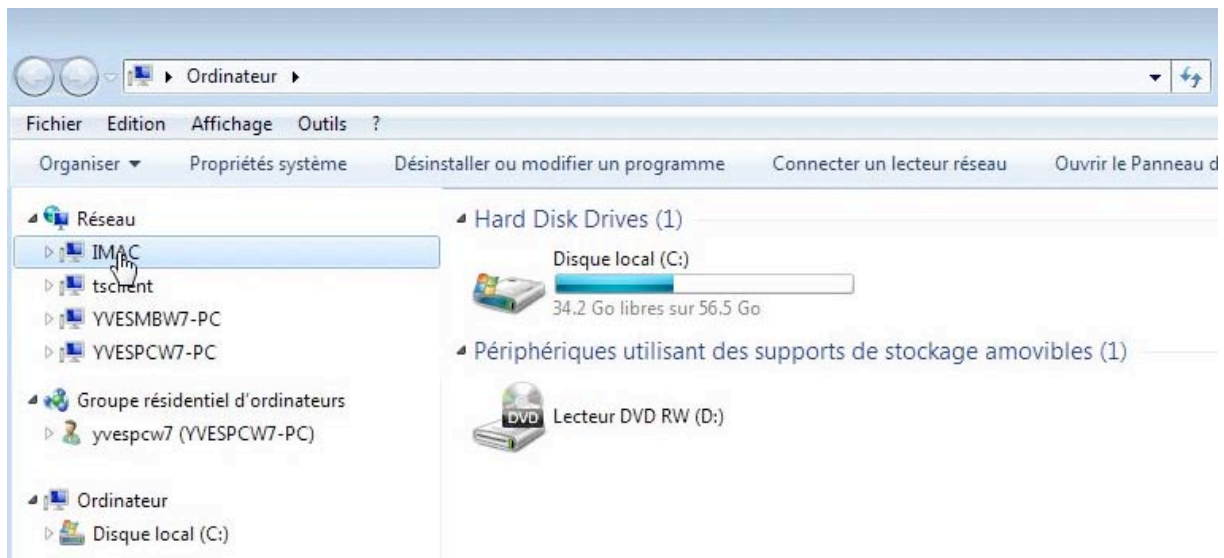 Ordinateur
Fichier Edition Affichage Outils ?
Organiser Propriétés système Désinstaller ou modifier un programme Connecter un lecteur réseau Ouvrir le Panneau d
Réseau
IMAC
tsclient
YVESMBW7-PC
YVESPCW7-PC
Groupe résidentiel d'ordinateurs
yvespcw7 (YVESPCW7-PC)
Ordinateur
Disque local (C:)
Hard Disk Drives (1)
Disque local (C:)
34.2 Go libres sur 56.5 Go
Périphériques utilisant des supports de stockage amovibles (1)
DVD
Lecteur DVD RW (D:)